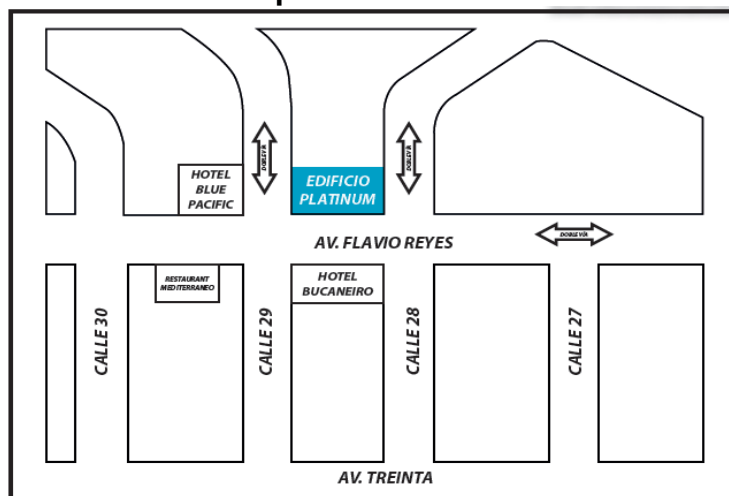 DOBLE VÍA
DOBLE VÍA
HOTEL
BLUE
PACIFIC
EDIFICIO
PLATINUM
DOBLE VÍA
AV. FLAVIO REYES
RESTAURANT
MEDITERRANEO
HOTEL
BUCANEIRO
CALLE 30
CALLE 29
CALLE 28
CALLE 27
AV. TREINTA